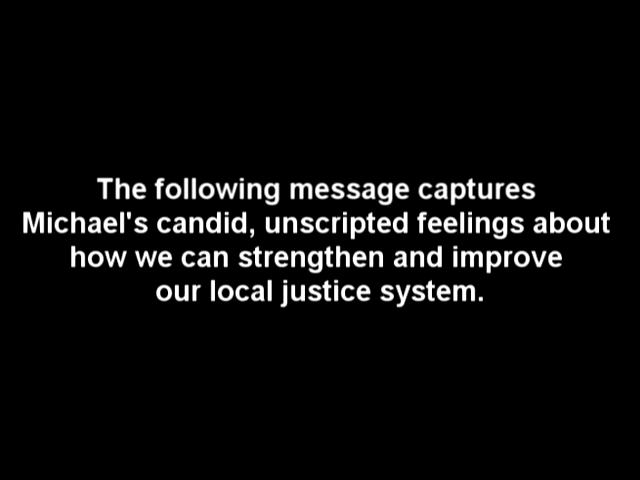 The following message captures
Michael's candid, unscripted feelings about
how we can strengthen and improve
our local justice system.